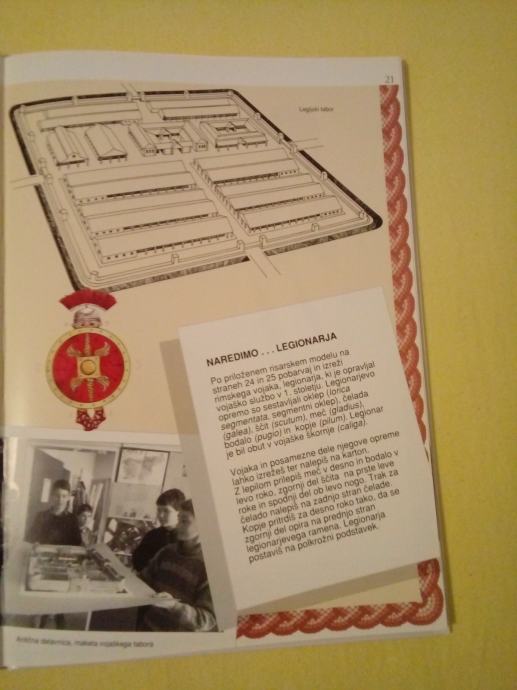 21
Legijski tabor
NAREDIMO . . . LEGIONARJA
Po priloženem risarskem modelu na
straneh 24 in 25 pobarvaj in izreži
rimskega vojaka, legionarja, ki je opravljal
vojaško službo v 1. stoletju. Legionarjevo
opremo so sestavljali oklep (lorica
segmentata, segmentni oklep), čelada
(galea), ščit (scutum), meč (gladius),
bodalo (pugio) in kopje (pilum). Legionar
je bil obut v vojaške škornje (caliga).
Vojaka in posamezne dele njegove opreme
lahko izrežeš ter nalepiš na karton.
Z lepilom prilepiš meč v desno in bodalo v
levo roko, zgornji del ščita na prste leve
roke in spodnji del ob levo nogo. Trak za
čelado nalepiš na zadnjo stran čelade.
Kopje pritrdiš za desno roko tako, da se
zgornji del opira na prednjo stran
legionarjevega ramena. Legionarja
postaviš na polkrožni podstavek.
Antična delavnica, maketa vojaškega tabora